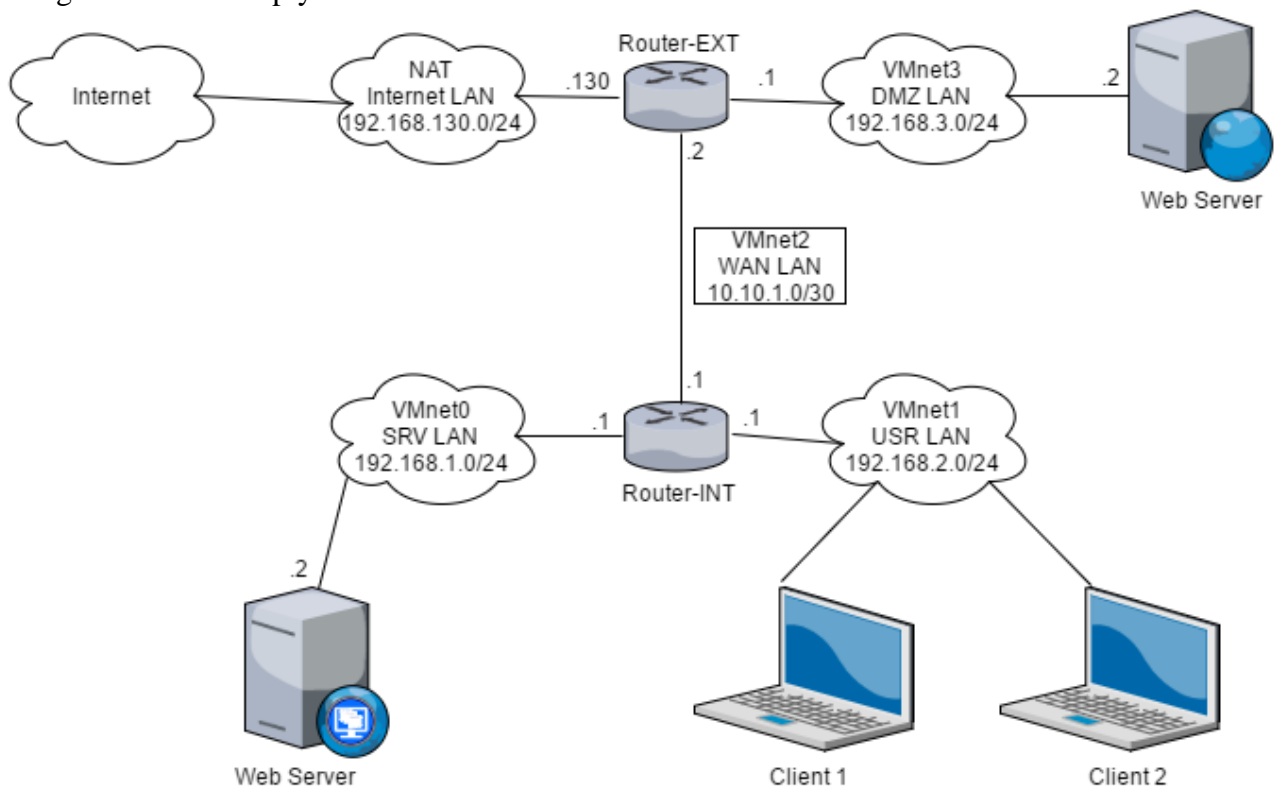 Router-EXT
Internet
NAT
Internet LAN
192.168.130.0/24
.130
.1
VMnet3
DMZ LAN
192.168.3.0/24
.2
Web Server
.2
VMnet2
WAN LAN
10.10.1.0/30
.1
VMnet0
SRV LAN
192.168.1.0/24
.1
Router-INT
.1
VMnet1
USR LAN
192.168.2.0/24
.2
Web Server
Client 1
Client 2